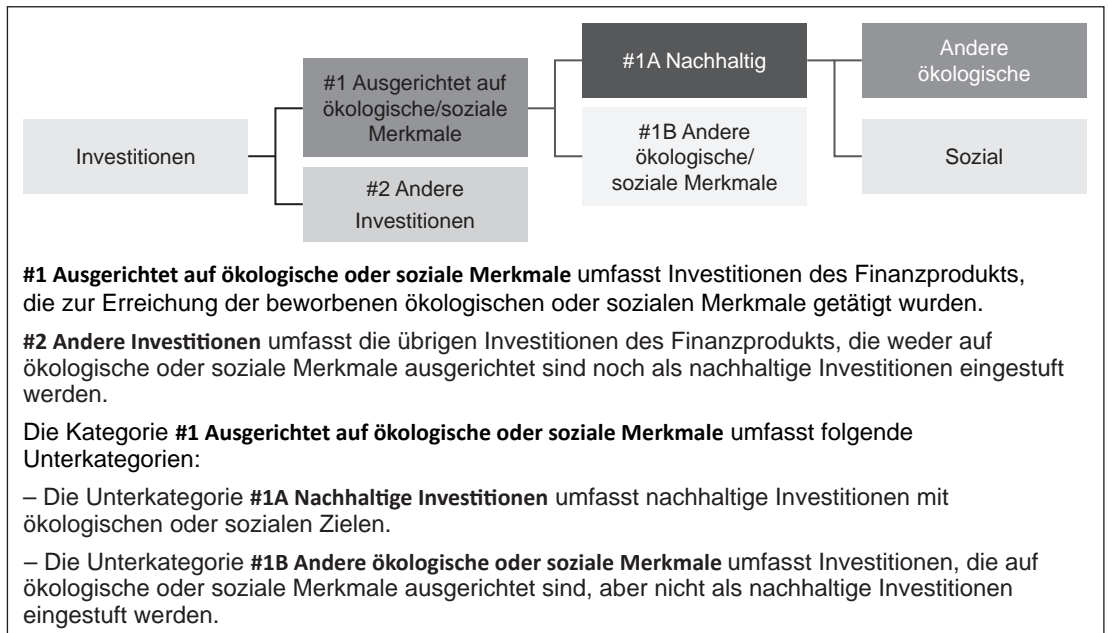 Investitionen
#1 Ausgerichtet auf
ökologische/soziale
Merkmale
#2 Andere
Investitionen
#1A Nachhaltig
#1B Andere
ökologische/
soziale Merkmale
Andere
ökologische
Sozial
#1 Ausgerichtet auf ökologische oder soziale Merkmale umfasst Investitionen des Finanzprodukts,
die zur Erreichung der beworbenen ökologischen oder sozialen Merkmale getätigt wurden.
#2 Andere Investitionen umfasst die übrigen Investitionen des Finanzprodukts, die weder auf
ökologische oder soziale Merkmale ausgerichtet sind noch als nachhaltige Investitionen eingestuft
werden.
Die Kategorie #1 Ausgerichtet auf ökologische oder soziale Merkmale umfasst folgende
Unterkategorien:
– Die Unterkategorie #1A Nachhaltige Investitionen umfasst nachhaltige Investitionen mit
ökologischen oder sozialen Zielen.
– Die Unterkategorie #1B Andere ökologische oder soziale Merkmale umfasst Investitionen, die auf
ökologische oder soziale Merkmale ausgerichtet sind, aber nicht als nachhaltige Investitionen
eingestuft werden.